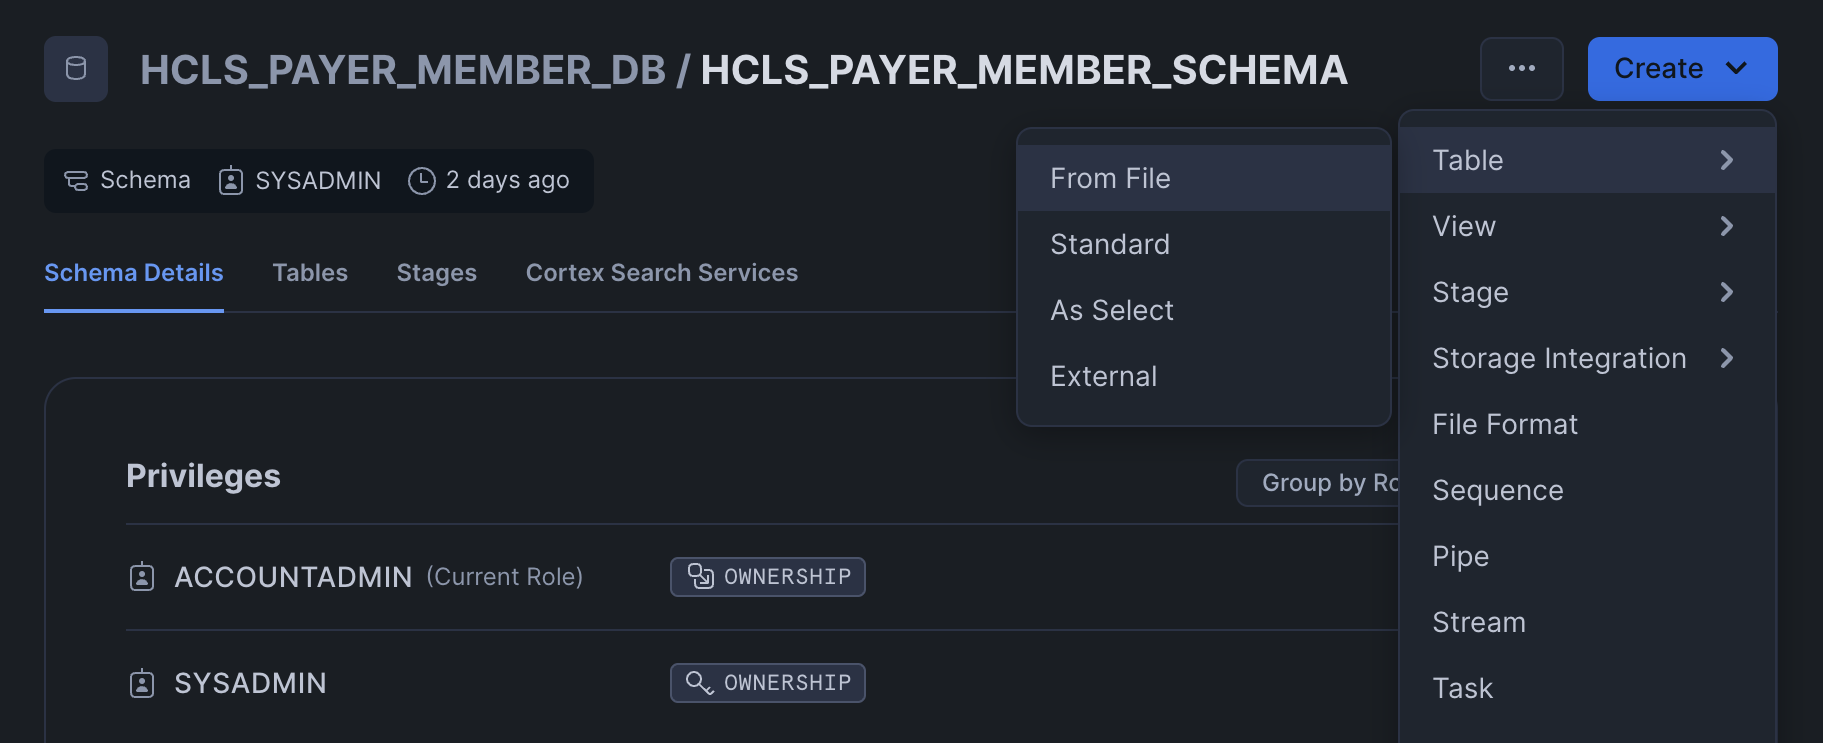 HCLS_PAYER_MEMBER_DB / HCLS_PAYER_MEMBER_SCHEMA
Create
Schema SYSADMIN 2 days ago
Schema Details Tables Stages Cortex Search Services
From File
Standard
As Select
External
Table
View
Stage
Storage Integration
File Format
Sequence
Pipe
Stream
Task
Privileges
Group by
ACCOUNTADMIN (Current Role) OWNERSHIP
SYSADMIN OWNERSHIP